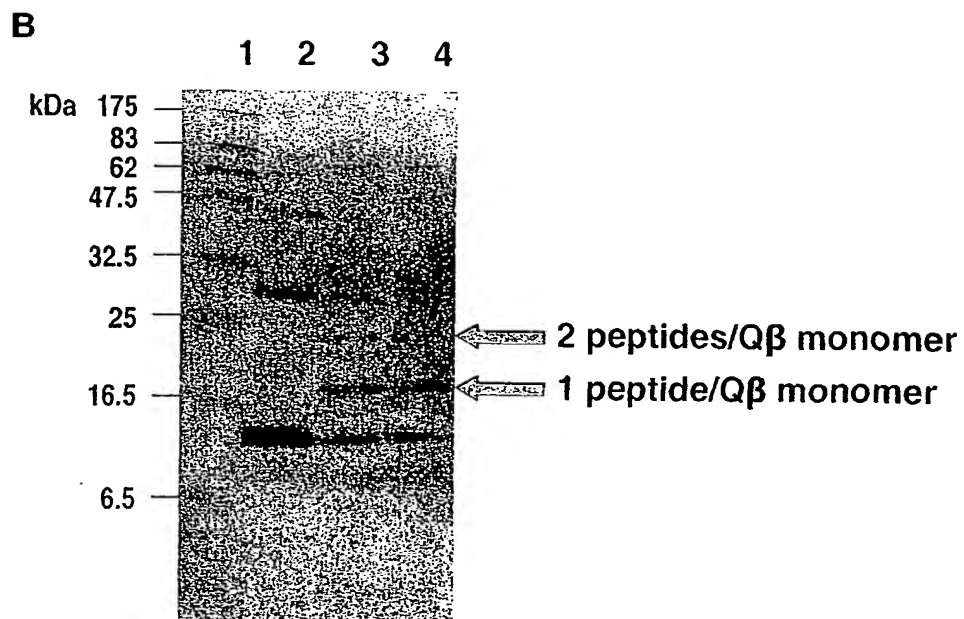 B
1 2 3 4
kDa 175
83
62
47.5
32.5
25
2 peptides/Qβ monomer
1 peptide/Qβ monomer
16.5
6.5